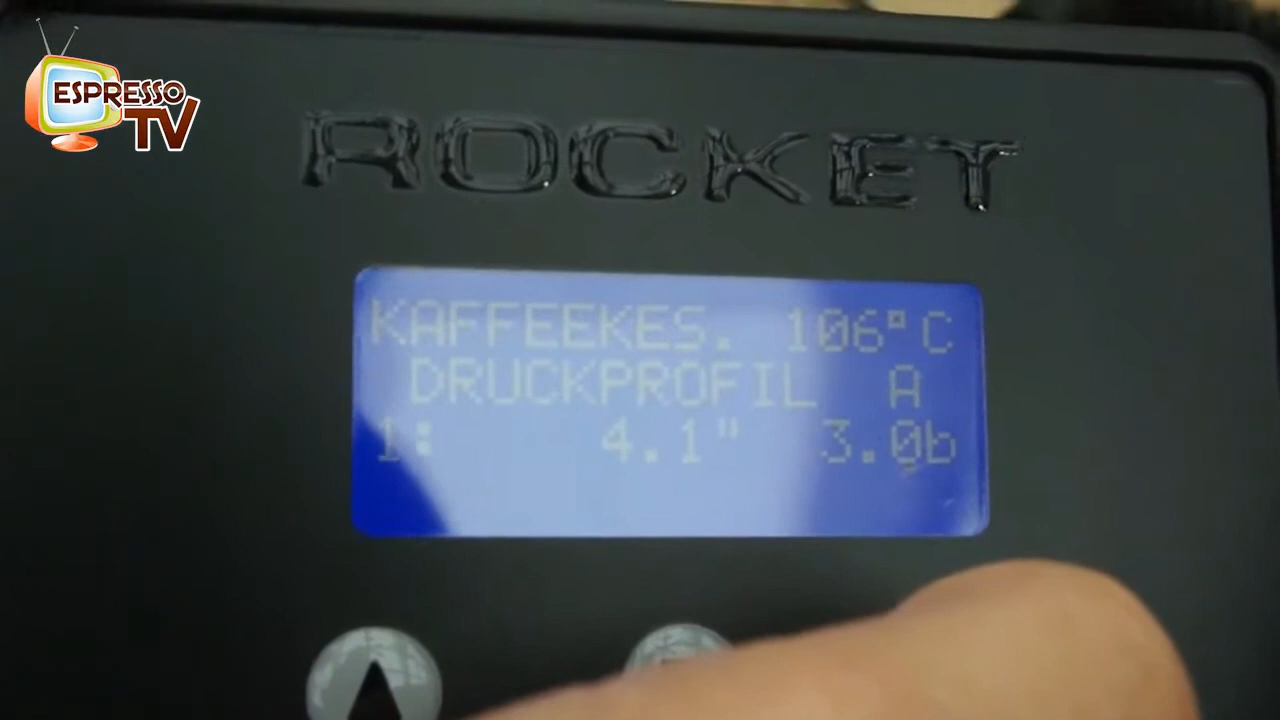 ESPRESSO
TV
ROCKET
KAFFEEKES. 106°C
DRUCKPROFIL A
1: 4.1" 3.0b